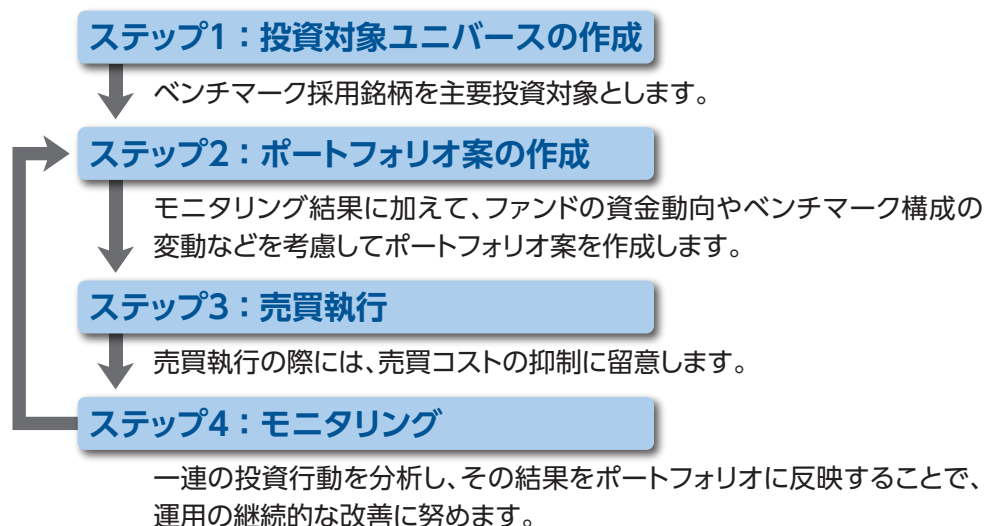 ステップ1：投資対象ユニバースの作成
ベンチマーク採用銘柄を主要投資対象とします。
ステップ2：ポートフォリオ案の作成
モニタリング結果に加えて、ファンドの資金動向やベンチマーク構成の
変動などを考慮してポートフォリオ案を作成します。
ステップ3：売買執行
売買執行の際には、売買コストの抑制に留意します。
ステップ4：モニタリング
一連の投資行動を分析し、その結果をポートフォリオに反映することで、
運用の継続的な改善に努めます。